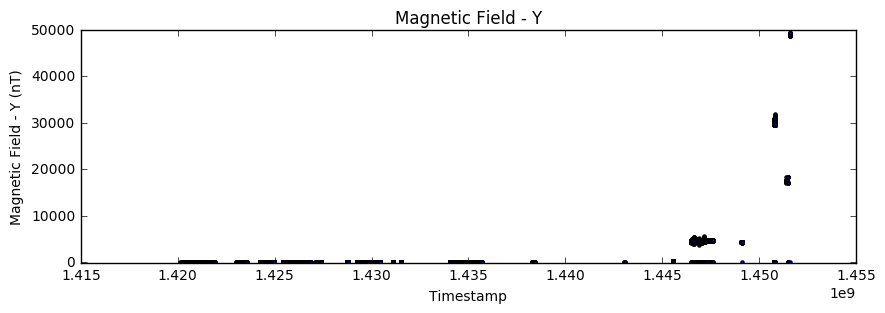 Magnetic Field - Y
Magnetic Field - Y (nT)
50000
40000
30000
20000
10000
0
1.415 1.420 1.425 1.430 1.435 1.440 1.445 1.450 1.455
1e9
Timestamp